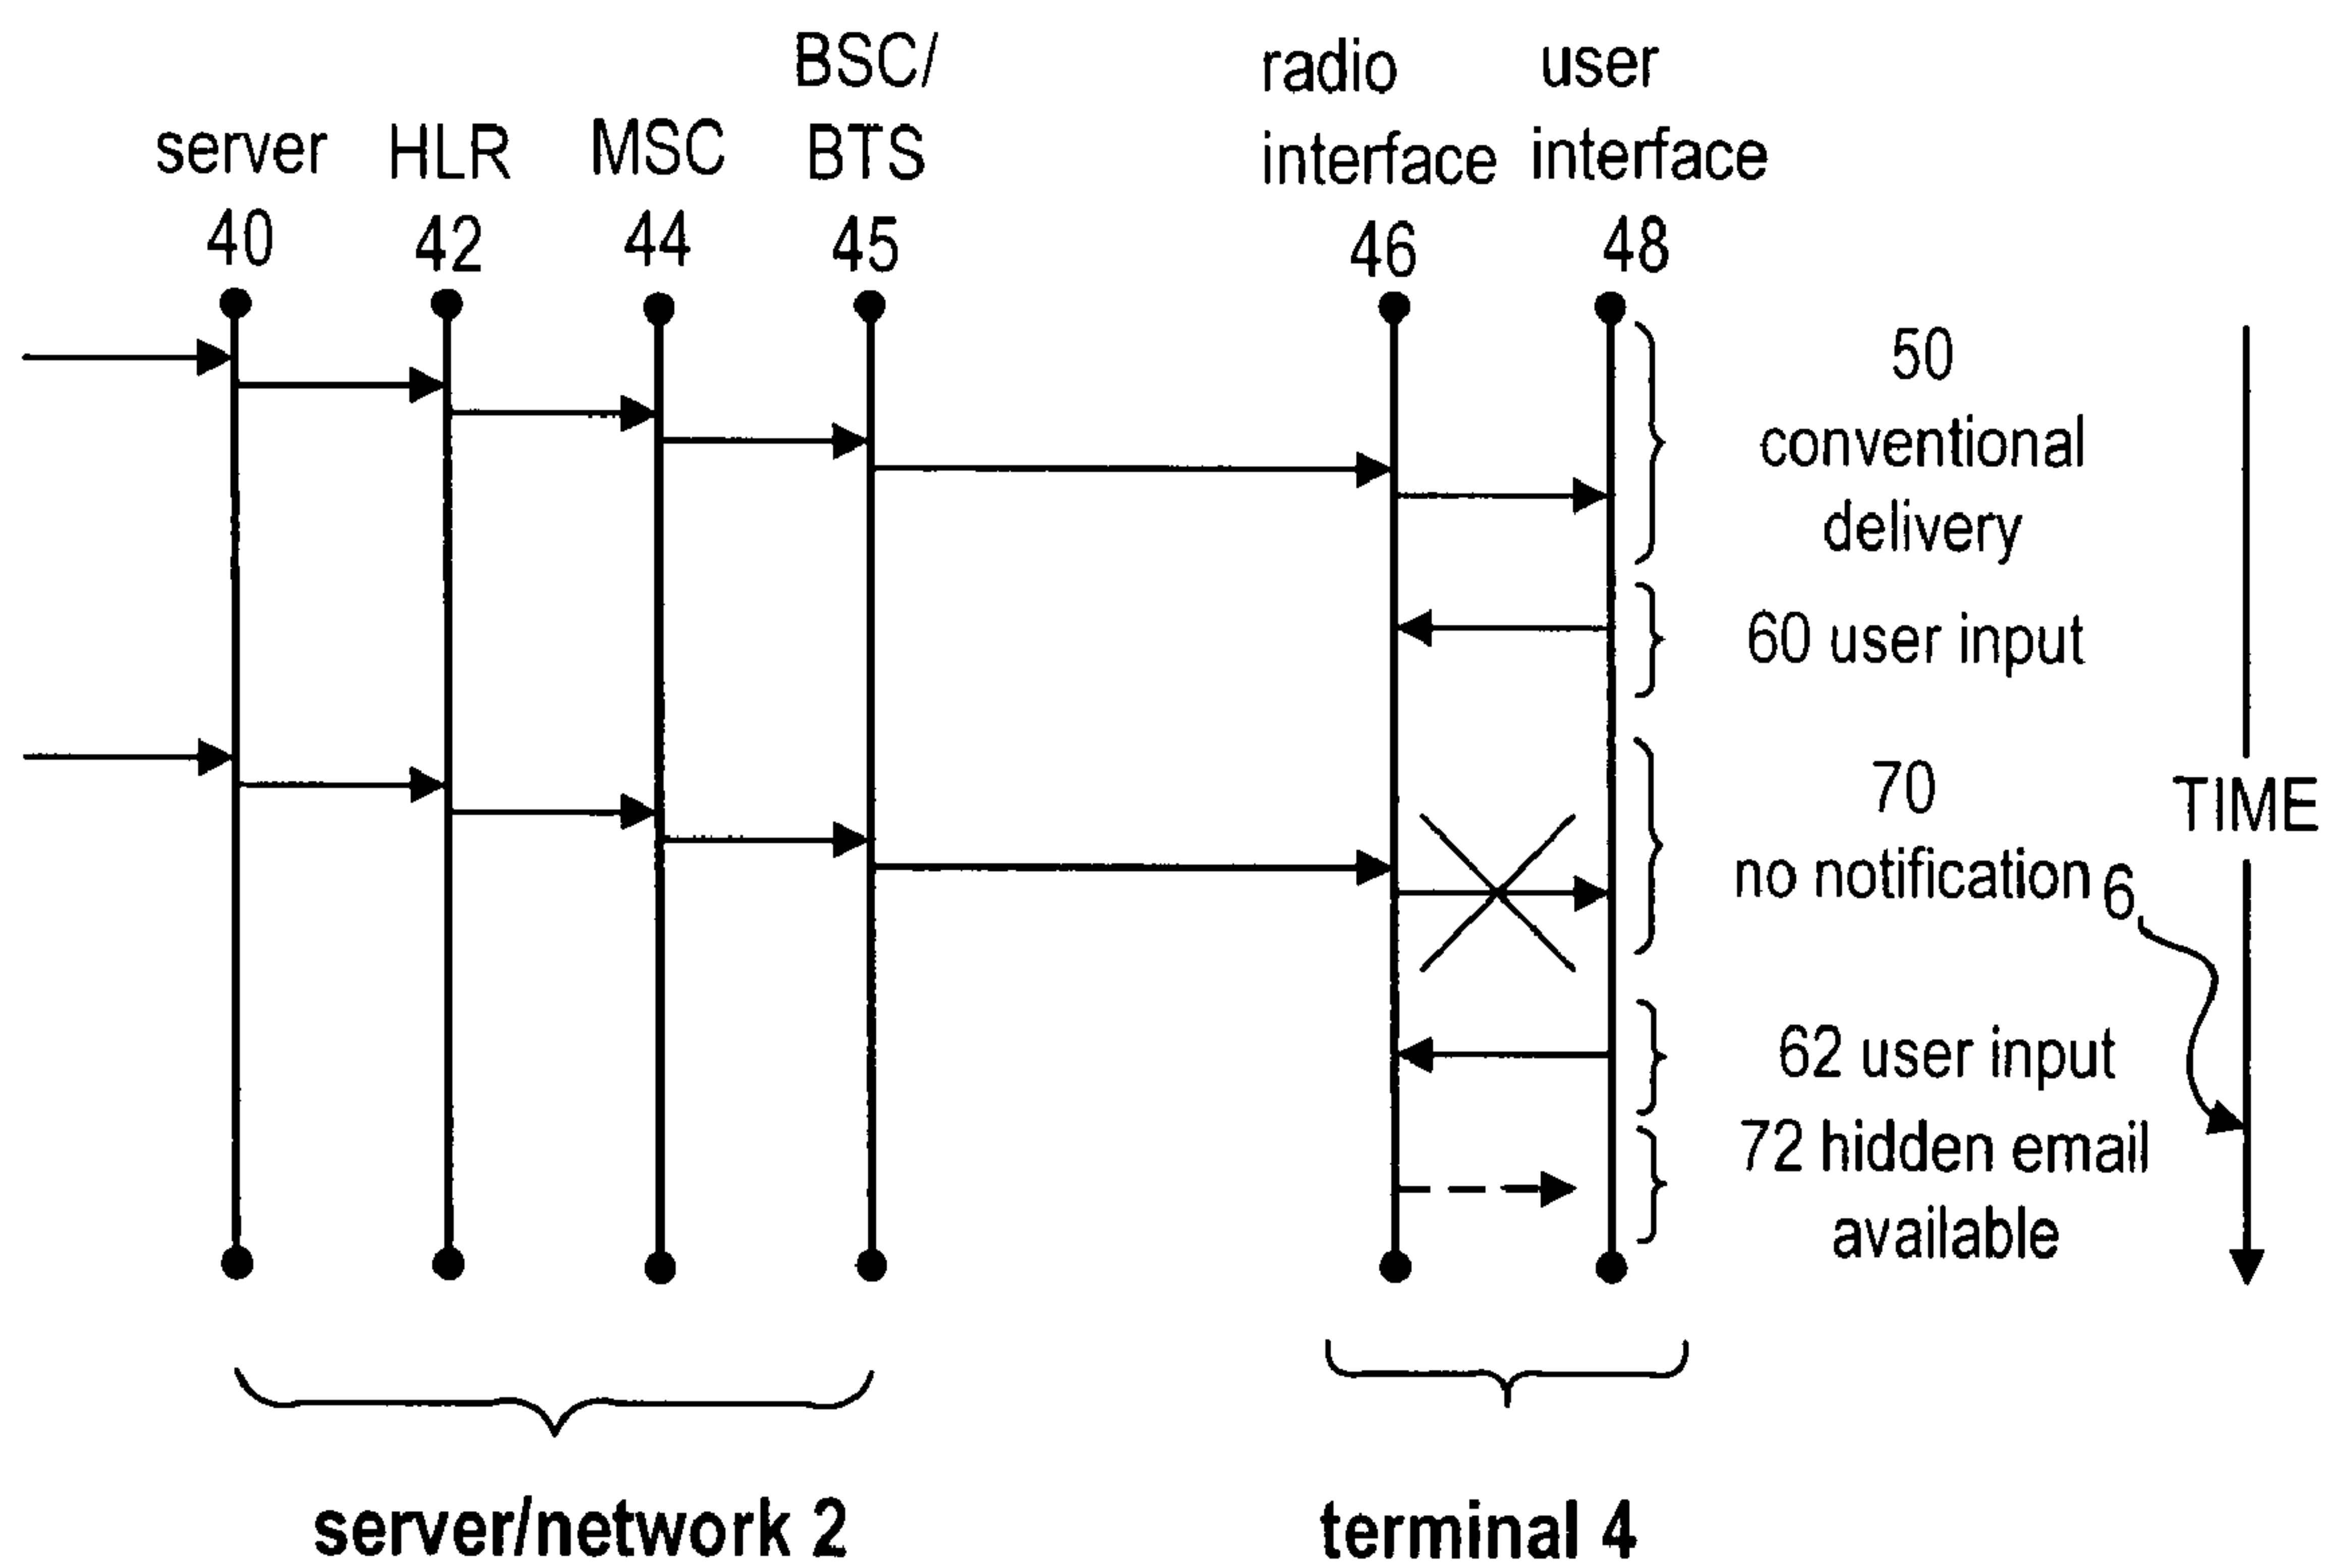 server
40
HLR
42
MSC
44
BSC/
BTS
45
radio
interface
46
user
interface
48
50
conventional
delivery
60 user input
70
no notification
6
TIME
62 user input
72 hidden email
available
server/network 2
terminal 4